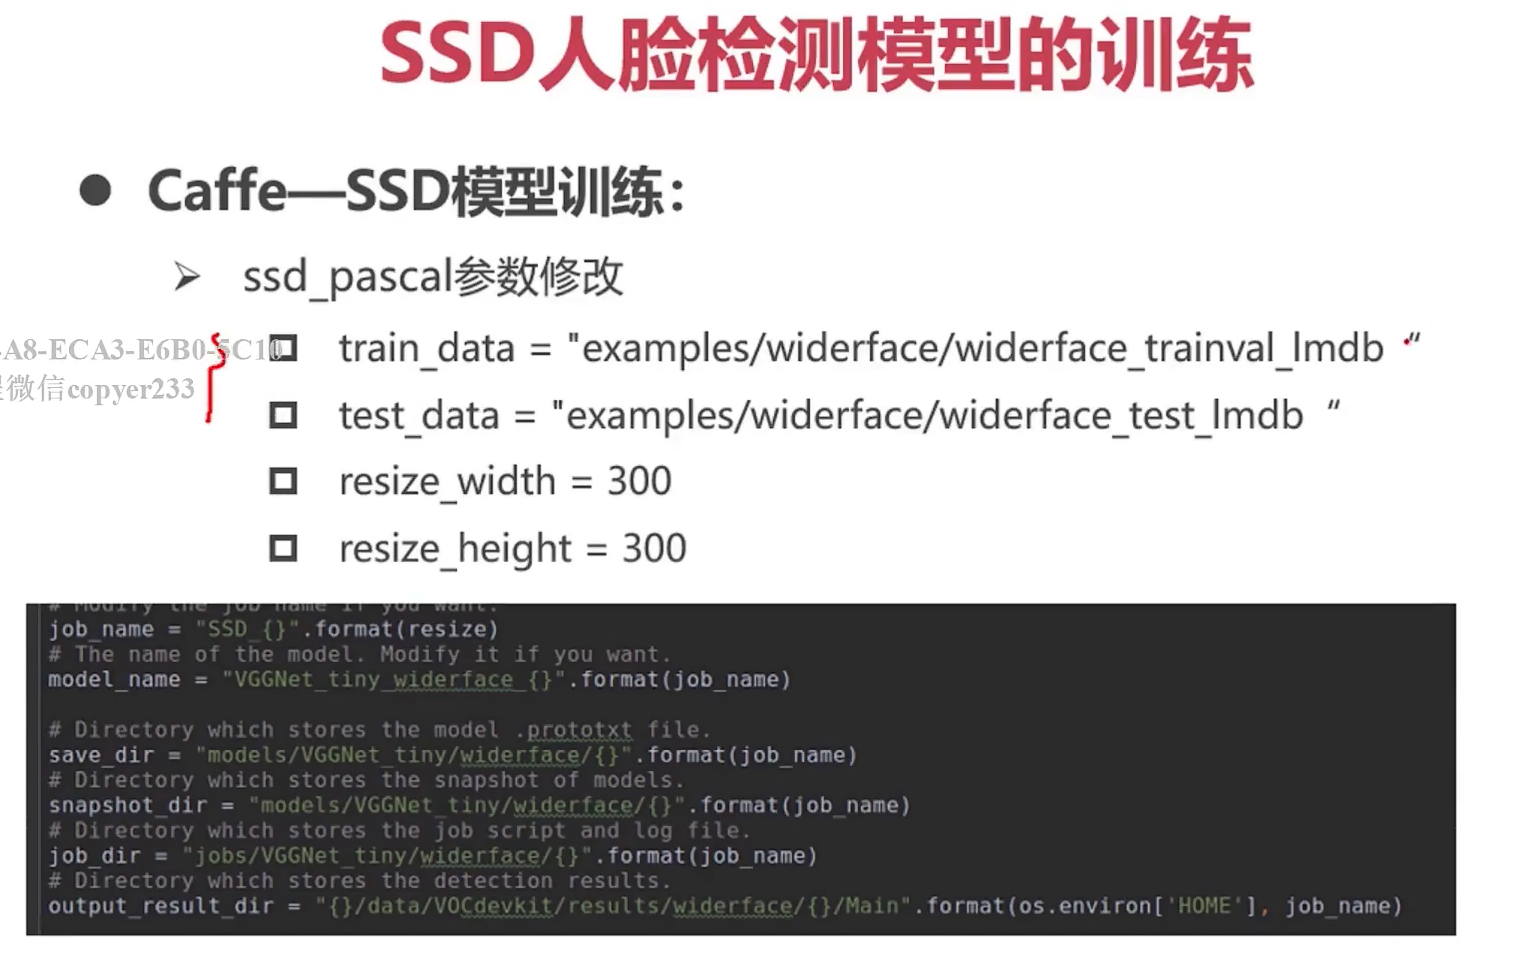 SSD人脸检测模型的训练
Caffe—SSD模型训练：
ssd_pascal参数修改
-A8-ECA3-E6B0-5C10
微信copyer233
train_data = "examples/widerface/widerface_trainval_lmdb “
test_data = "examples/widerface/widerface_test_lmdb “
resize_width = 300
resize_height = 300
# Modify the job name if you want.
job_name = "SSD_{}".format(resize)
# The name of the model. Modify it if you want.
model_name = "VGGNet_tiny_widerface_{}".format(job_name)
# Directory which stores the model .prototxt file.
save_dir = "models/VGGNet_tiny/widerface/{}".format(job_name)
# Directory which stores the snapshot of models.
snapshot_dir = "models/VGGNet_tiny/widerface/{}".format(job_name)
# Directory which stores the job script and log file.
job_dir = "jobs/VGGNet_tiny/widerface/{}".format(job_name)
# Directory which stores the detection results.
output_result_dir = "{}/data/VOCdevkit/results/widerface/{}/Main".format(os.environ['HOME'], job_name)